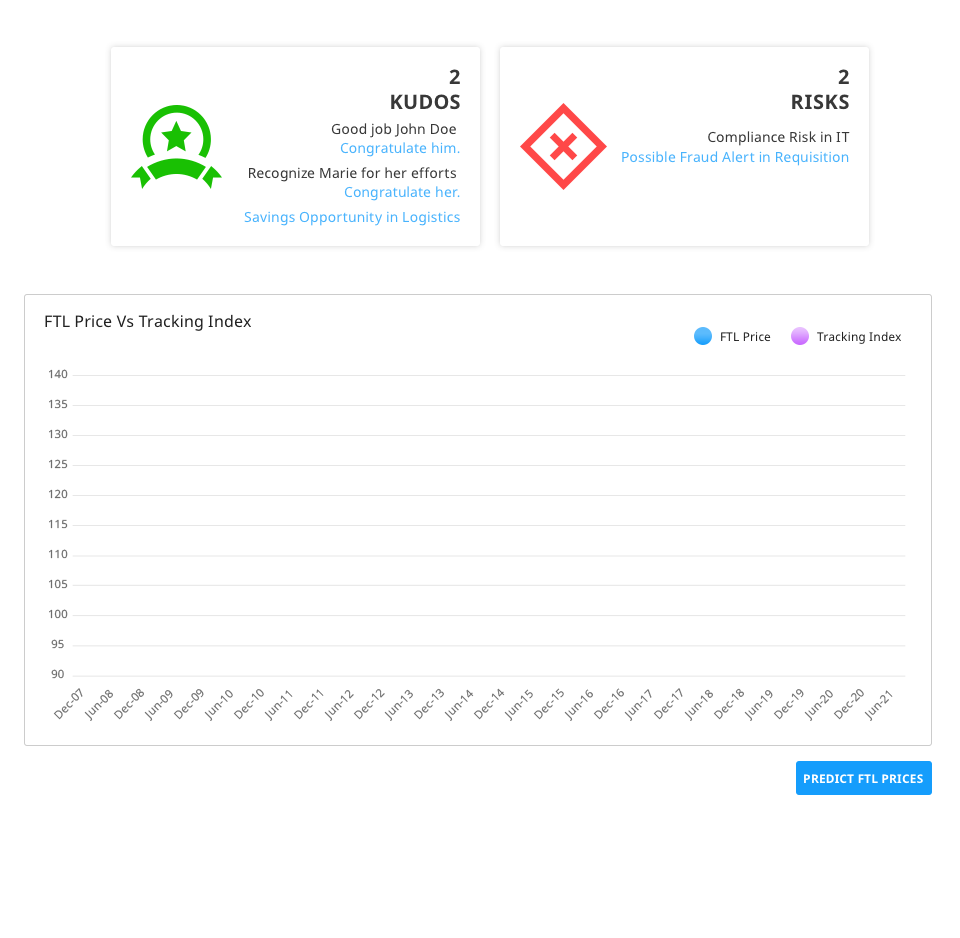 2
KUDOS
Good job John Doe
Congratulate him.
Recognize Marie for her efforts
Congratulate her.
Savings Opportunity in Logistics
2
RISKS
Compliance Risk in IT
Possible Fraud Alert in Requisition
FTL Price Vs Tracking Index
FTL Price
Tracking Index
140
135
130
125
120
115
110
105
100
95
90
Dec-07
Jun-08
Dec-08
Jun-09
Dec-09
Jun-10
Dec-10
Jun-11
Dec-11
Jun-12
Dec-12
Jun-13
Dec-13
Jun-14
Dec-14
Jun-15
Dec-15
Jun-16
Dec-16
Jun-17
Dec-17
Jun-18
Dec-18
Jun-19
Dec-19
Jun-20
Dec-20
Jun-21
PREDICT FTL PRICES